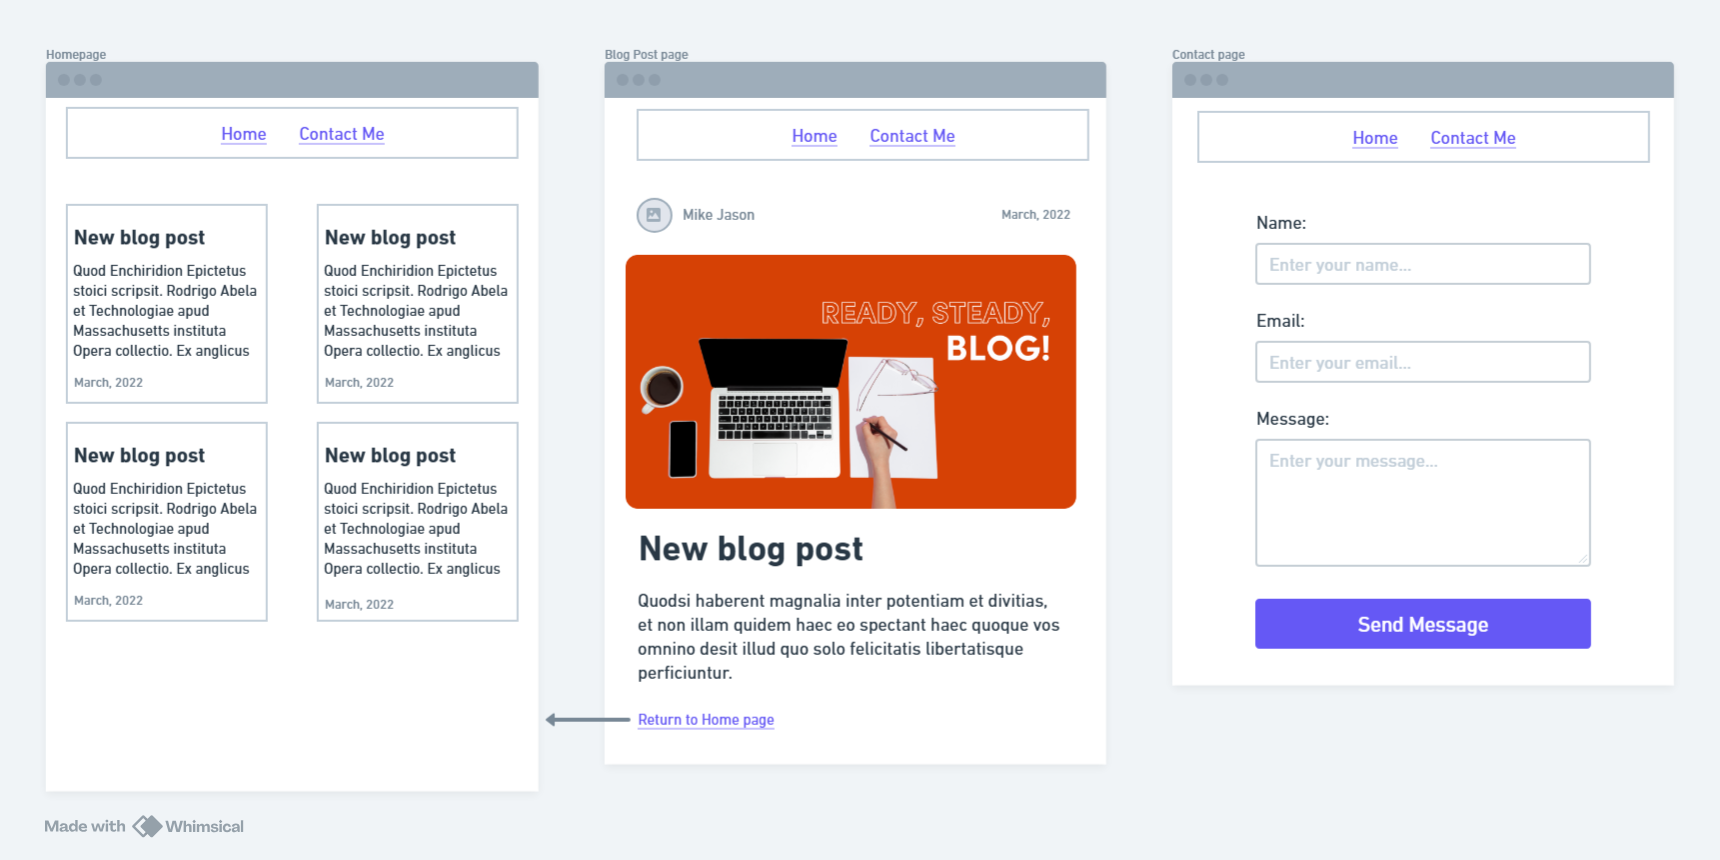 Homepage
Home Contact Me
New blog post
Quod Enchiridion Epictetus
stoici scripsit. Rodrigo Abela
et Technologiae apud
Massachusetts instituta
Opera collectio. Ex anglicus
March, 2022
New blog post
Quod Enchiridion Epictetus
stoici scripsit. Rodrigo Abela
et Technologiae apud
Massachusetts instituta
Opera collectio. Ex anglicus
March, 2022
New blog post
Quod Enchiridion Epictetus
stoici scripsit. Rodrigo Abela
et Technologiae apud
Massachusetts instituta
Opera collectio. Ex anglicus
March, 2022
New blog post
Quod Enchiridion Epictetus
stoici scripsit. Rodrigo Abela
et Technologiae apud
Massachusetts instituta
Opera collectio. Ex anglicus
March, 2022
Blog Post page
Home Contact Me
Mike Jason March, 2022
READY, STEADY,
BLOG!
New blog post
Quodsi haberent magnalia inter potentiam et divitias,
et non illam quidem haec eo spectant haec quoque vos
omnino desit illud quo solo felicitatis libertatisque
perficiuntur.
Return to Home page
Contact page
Home Contact Me
Name:
Enter your name...
Email:
Enter your email...
Message:
Enter your message...
Send Message
Made with Whimsical